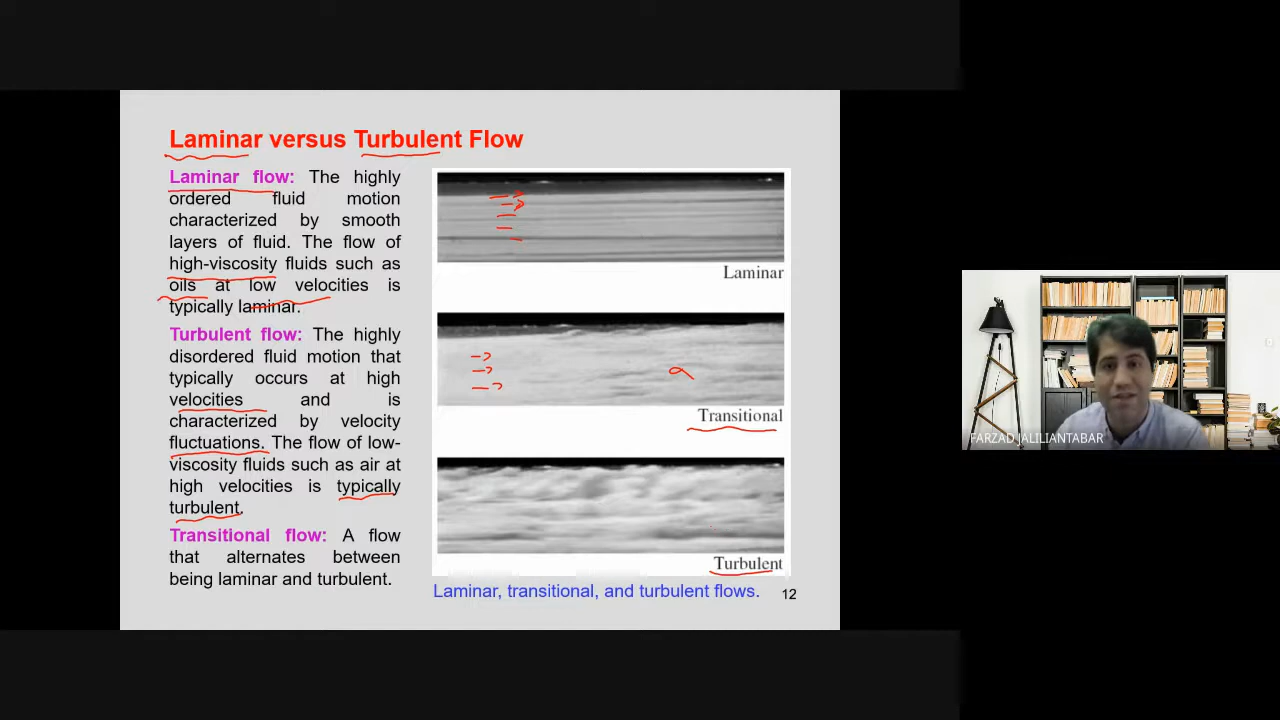 Laminar versus Turbulent Flow
Laminar flow: The highly
ordered fluid motion
characterized by smooth
layers of fluid. The flow of
high-viscosity fluids such as
oils at low velocities is
typically laminar.
Turbulent flow: The highly
disordered fluid motion that
typically occurs at high
velocities and is
characterized by velocity
fluctuations. The flow of low-
viscosity fluids such as air at
high velocities is typically
turbulent.
Transitional flow: A flow
that alternates between
being laminar and turbulent.
Laminar
Transitional
Turbulent
Laminar, transitional, and turbulent flows.
12
FARZAD JALILIANTABAR